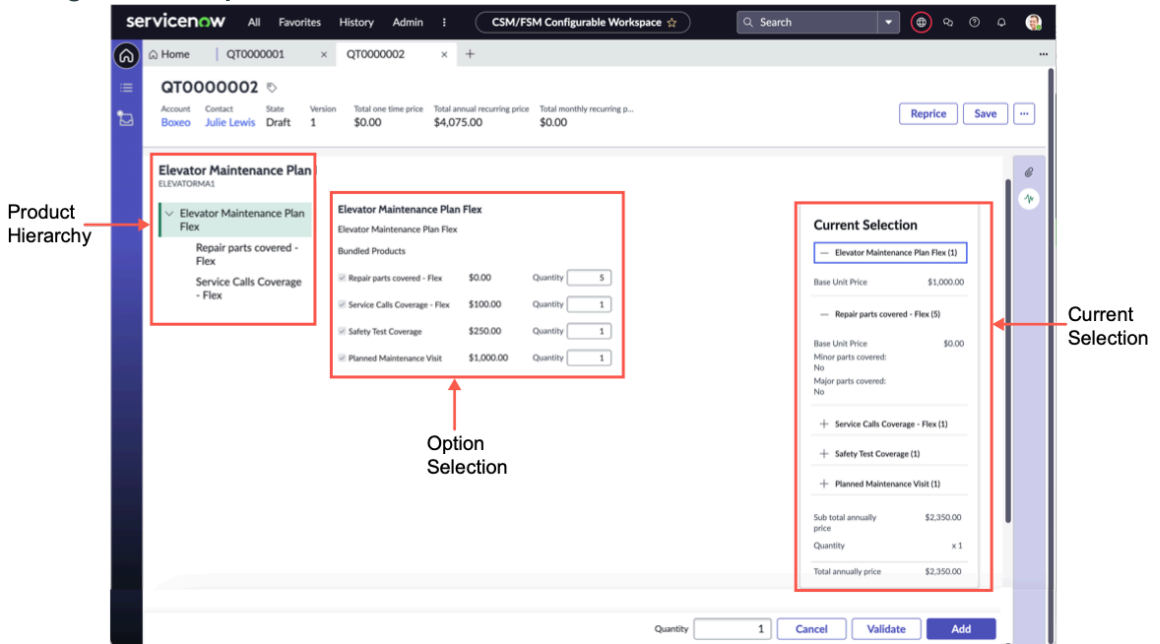 servicenow All Favorites History Admin CSM/FSM Configurable Workspace Search
Home QT0000001 × QT0000002 × +
QT0000002
Account Contact State Version Total one time price Total annual recurring price Total monthly recurring p...
Boxeo Julie Lewis Draft 1 $0.00 $4,075.00 $0.00
Reprice Save ...
Elevator Maintenance Plan
ELEVATORMA1
Elevator Maintenance Plan
Flex
Repair parts covered -
Flex
Service Calls Coverage
- Flex
Product
Hierarchy
Elevator Maintenance Plan Flex
Elevator Maintenance Plan Flex
Bundled Products
Repair parts covered - Flex $0.00 Quantity 5
Service Calls Coverage - Flex $100.00 Quantity 1
Safety Test Coverage $250.00 Quantity 1
Planned Maintenance Visit $1,000.00 Quantity 1
Option
Selection
Current Selection
— Elevator Maintenance Plan Flex (1)
Base Unit Price $1,000.00
— Repair parts covered - Flex (5)
Base Unit Price $0.00
Minor parts covered:
No
Major parts covered:
No
+ Service Calls Coverage - Flex (1)
+ Safety Test Coverage (1)
+ Planned Maintenance Visit (1)
Sub total annually $2,350.00
price
Quantity x 1
Total annually price $2,350.00
Current
Selection
Quantity 1 Cancel Validate Add